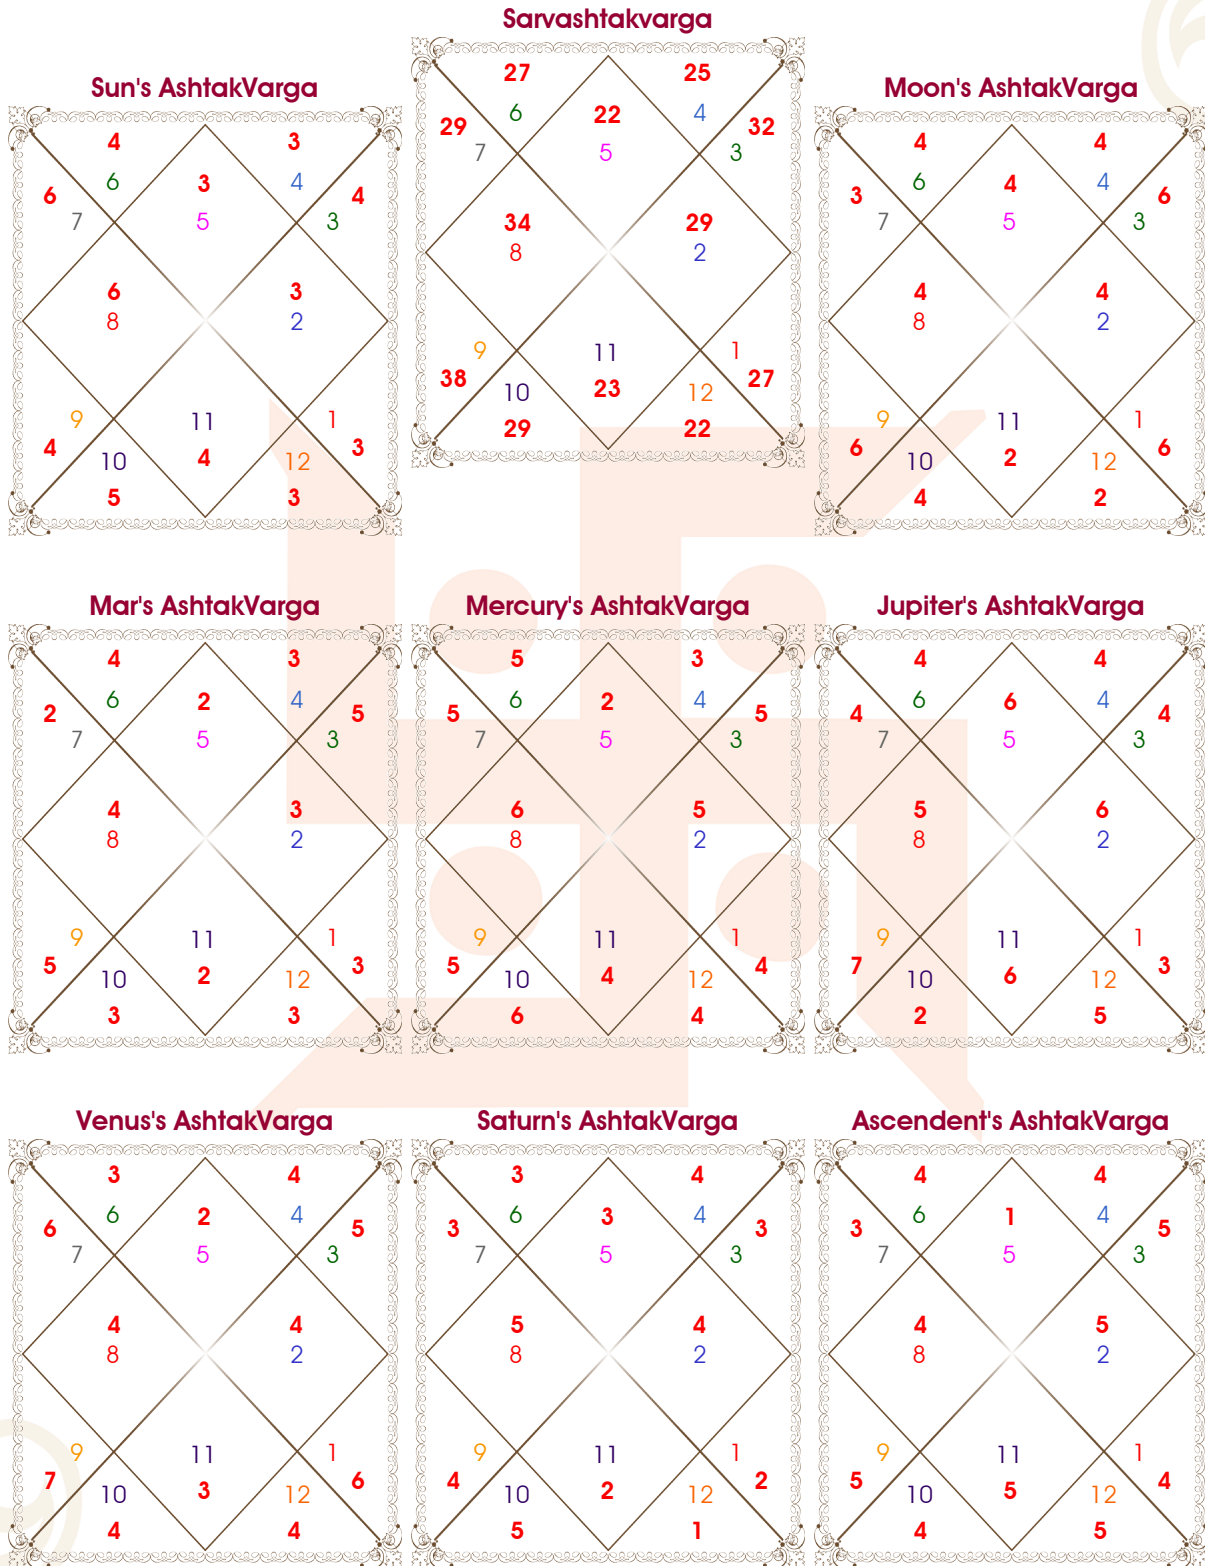 Sarvashtakvarga
27 25
29 6 22 4 32
7 5 3
34 29
8 2
9 11 1
38 10 23 12 27
29 22
Sun's AshtakVarga
4 3
6 6 3 4 4
7 5 3
6 3
8 2
9 11 1
4 10 4 12 3
5 3
Moon's AshtakVarga
4 4
3 6 4 4 6
7 5 3
4 4
8 2
9 11 1
6 10 2 12 6
4 2
Mar's AshtakVarga
4 3
2 6 2 4 5
7 5 3
4 3
8 2
9 11 1
5 10 2 12 3
3 3
Mercury's AshtakVarga
5 3
5 6 2 4 5
7 5 3
6 5
8 2
9 11 1
5 10 4 12 4
6 4
Jupiter's AshtakVarga
4 4
4 6 6 4 4
7 5 3
5 6
8 2
9 11 1
7 10 6 12 3
2 5
Venus's AshtakVarga
3 4
6 6 2 4 5
7 5 3
4 4
8 2
9 11 1
7 10 3 12 6
4 4
Saturn's AshtakVarga
3 4
3 6 3 4 3
7 5 3
5 4
8 2
9 11 1
4 10 2 12 2
5 1
Ascendent's AshtakVarga
4 4
3 6 1 4 5
7 5 3
4 5
8 2
9 11 1
5 10 5 12 4
4 5